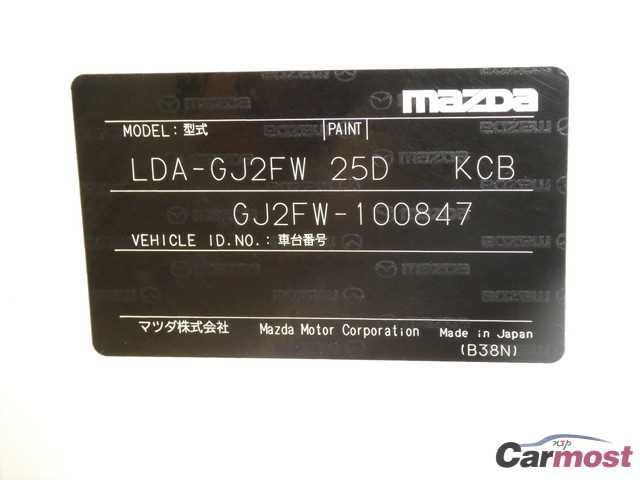 mazda
MODEL: 型式 PAINT
LDA-GJ2FW 25D KCB
GJ2FW-100847
VEHICLE ID.NO.: 車台番号
マツダ株式会社 Mazda Motor Corporation Made in Japan
(B38N)
Carmost